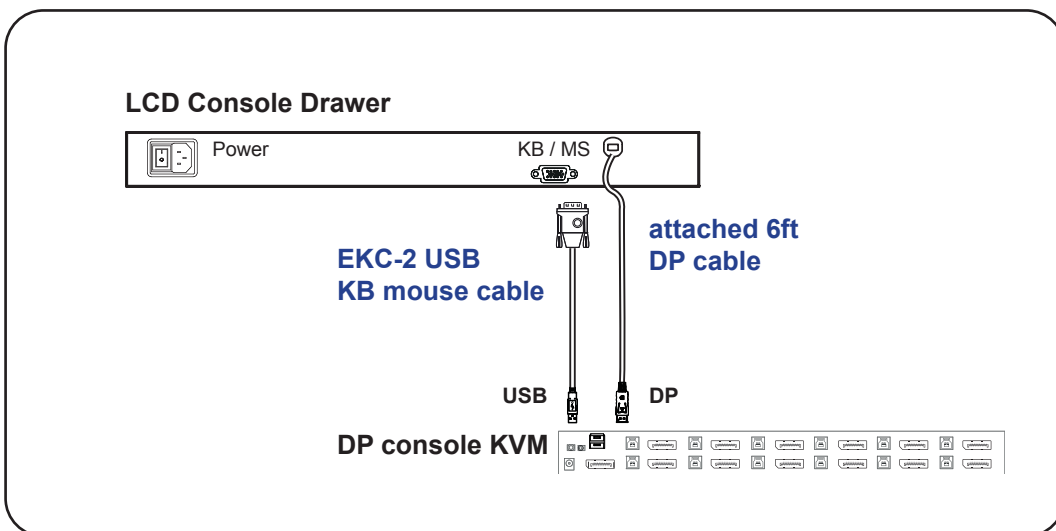 LCD Console Drawer
Power
KB / MS
attached 6ft
DP cable
EKC-2 USB
KB mouse cable
USB
DP
DP console KVM